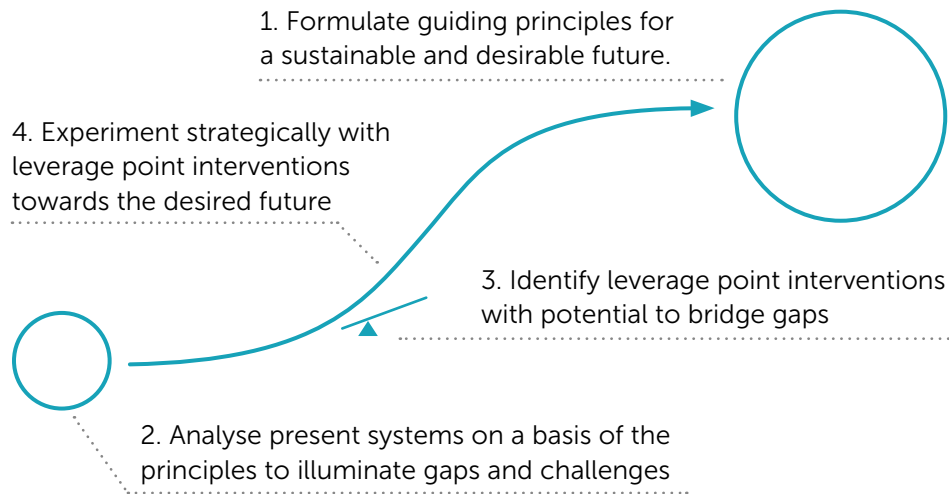 1. Formulate guiding principles for
a sustainable and desirable future.
4. Experiment strategically with
leverage point interventions
towards the desired future
3. Identify leverage point interventions
with potential to bridge gaps
2. Analyse present systems on a basis of the
principles to illuminate gaps and challenges